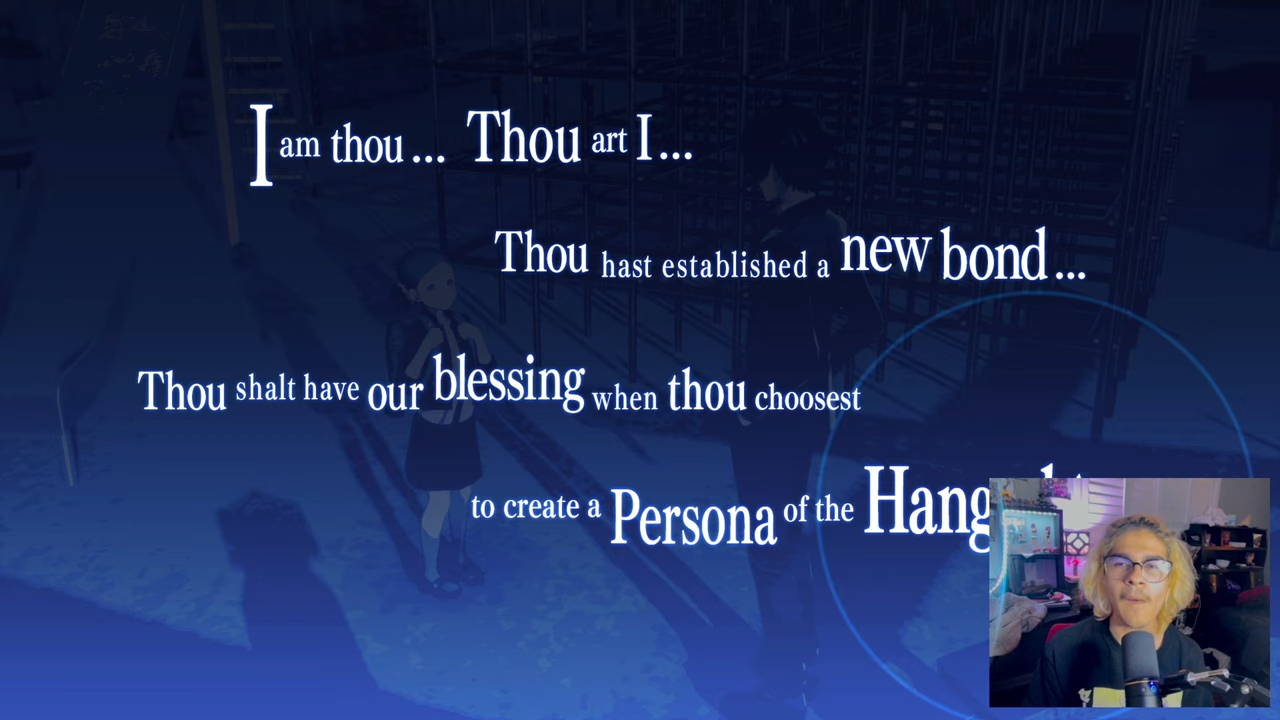 I am thou... Thou art I...
Thou hast established a new bond...
Thou shalt have our blessing when thou choosest
to create a Persona of the